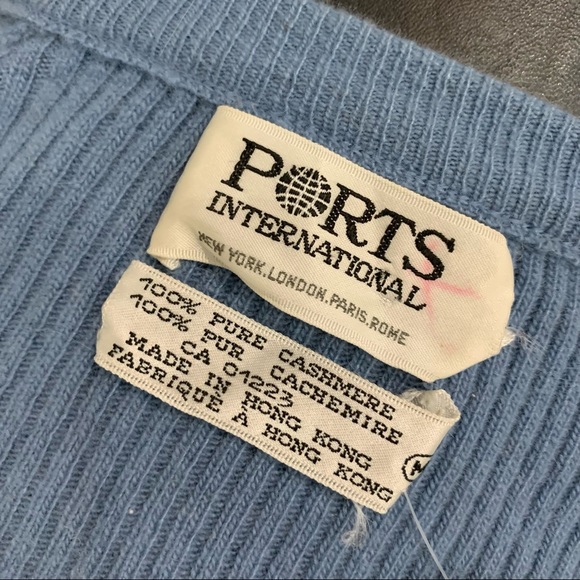 PORTS
INTERNATIONAL
NEW YORK.LONDON.PARIS.ROME
100% PURE CASHMERE
100% PUR CACHEMIRE
CA 01223
MADE IN HONG KONG
FABRIQUÉ À HONG KONG
M